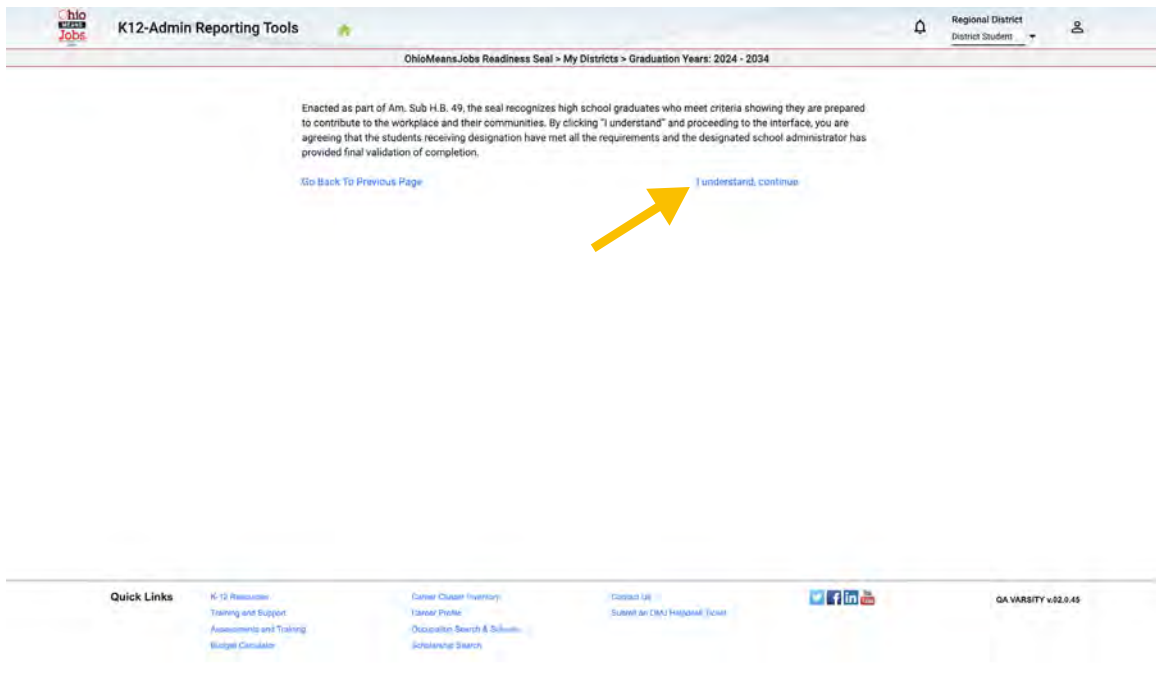 Ohio
MEANS
Jobs
K12-Admin Reporting Tools
Regional District
District Student
OhioMeansJobs Readiness Seal > My Districts > Graduation Years: 2024 - 2034
Enacted as part of Am. Sub H.B. 49, the seal recognizes high school graduates who meet criteria showing they are prepared
to contribute to the workplace and their communities. By clicking "I understand" and proceeding to the interface, you are
agreeing that the students receiving designation have met all the requirements and the designated school administrator has
provided final validation of completion.
Go Back To Previous Page
I understand, continue
Quick Links
K-12 Resources
Training and Support
Assessments and Training
Budget Calculator
Career Cluster Inventory
Career Profile
Occupation Search & Schools
Scholarship Search
Contact Us
Submit an OMJ Helpdesk Ticket
in
You
QA VARSITY v.02.0.45